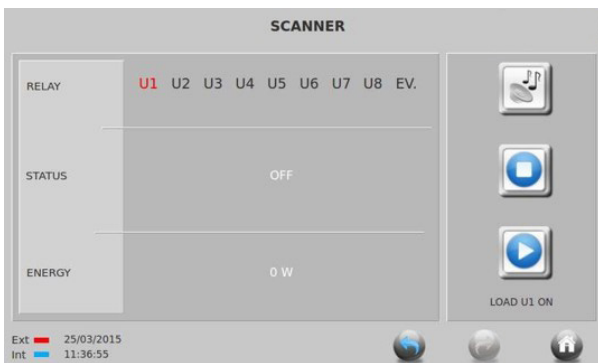 SCANNER
RELAY U1 U2 U3 U4 U5 U6 U7 U8 EV.
STATUS OFF
ENERGY 0 W
LOAD U1 ON
Ext 25/03/2015
Int 11:36:55